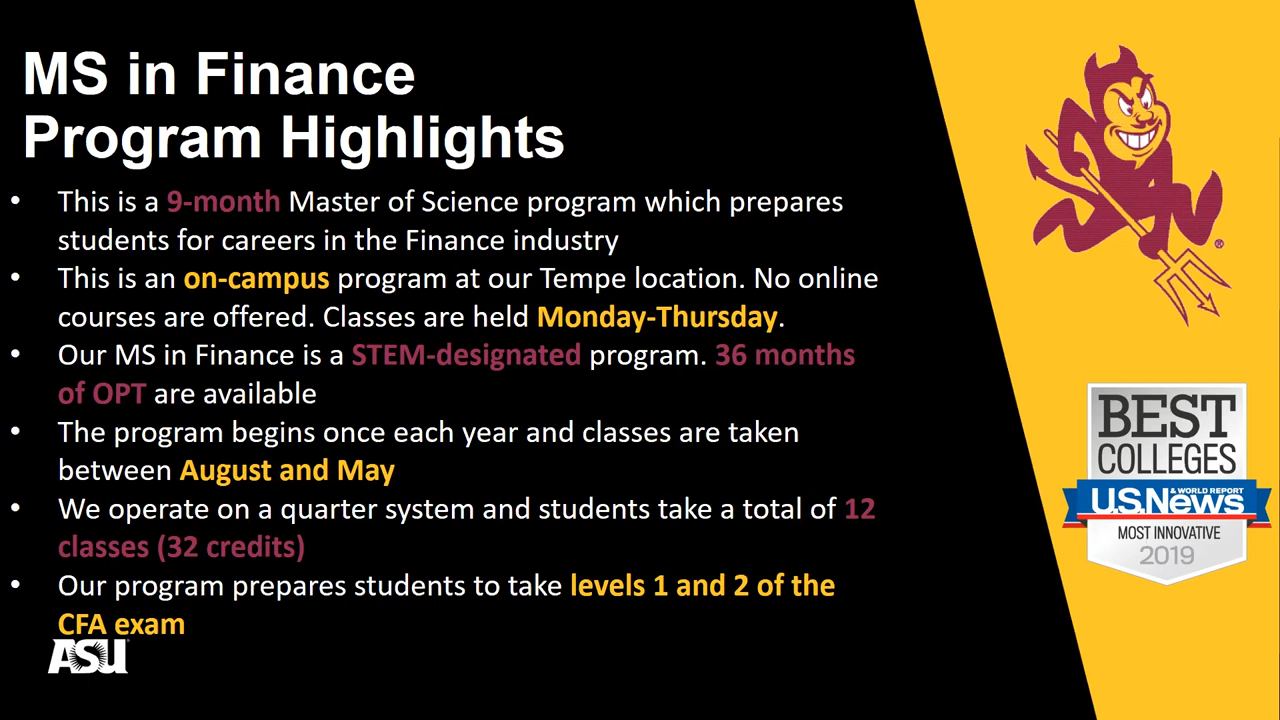 MS in Finance
Program Highlights
• This is a 9-month Master of Science program which prepares
students for careers in the Finance industry
• This is an on-campus program at our Tempe location. No online
courses are offered. Classes are held Monday-Thursday.
• Our MS in Finance is a STEM-designated program. 36 months
of OPT are available
• The program begins once each year and classes are taken
between August and May
• We operate on a quarter system and students take a total of 12
classes (32 credits)
• Our program prepares students to take levels 1 and 2 of the
CFA exam
ASU
®
BEST
COLLEGES
U.S.News & WORLD REPORT
MOST INNOVATIVE
2019